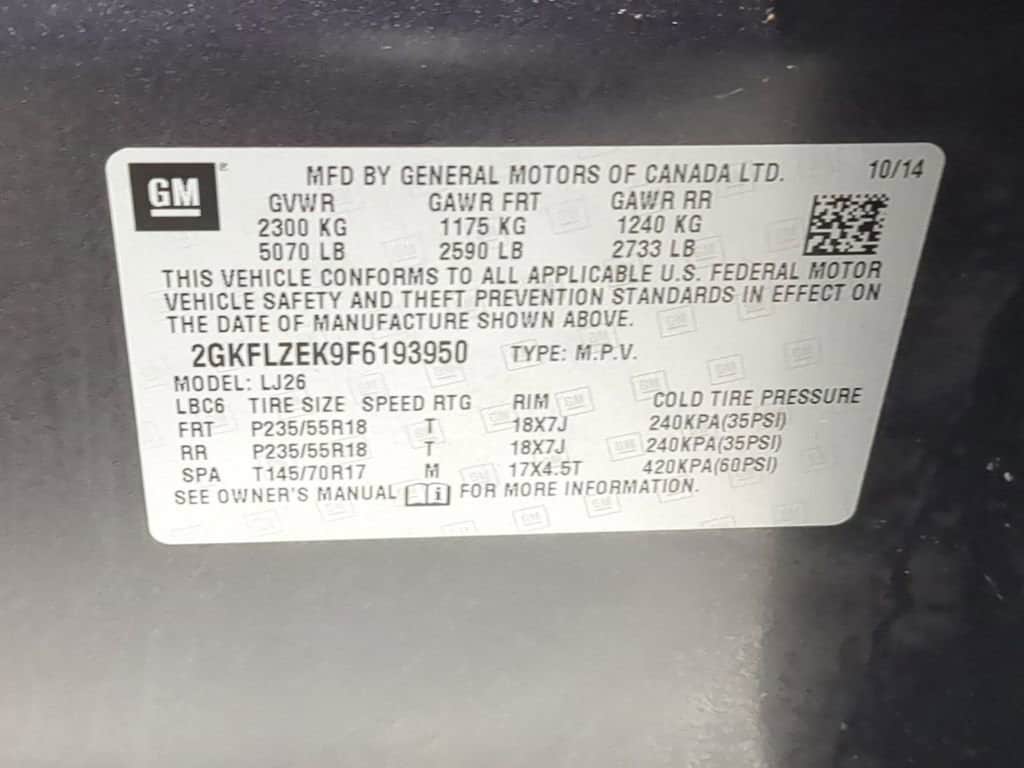 GM MFD BY GENERAL MOTORS OF CANADA LTD. 10/14
GVWR GAWR FRT GAWR RR
2300 KG 1175 KG 1240 KG
5070 LB 2590 LB 2733 LB
THIS VEHICLE CONFORMS TO ALL APPLICABLE U.S. FEDERAL MOTOR
VEHICLE SAFETY AND THEFT PREVENTION STANDARDS IN EFFECT ON
THE DATE OF MANUFACTURE SHOWN ABOVE.
2GKFLZEK9F6193950 TYPE: M.P.V.
MODEL: LJ26
LBC6 TIRE SIZE SPEED RTG RIM COLD TIRE PRESSURE
FRT P235/55R18 T 18X7J 240KPA(35PSI)
RR P235/55R18 T 18X7J 240KPA(35PSI)
SPA T145/70R17 M 17X4.5T 420KPA(60PSI)
SEE OWNER'S MANUAL i FOR MORE INFORMATION.